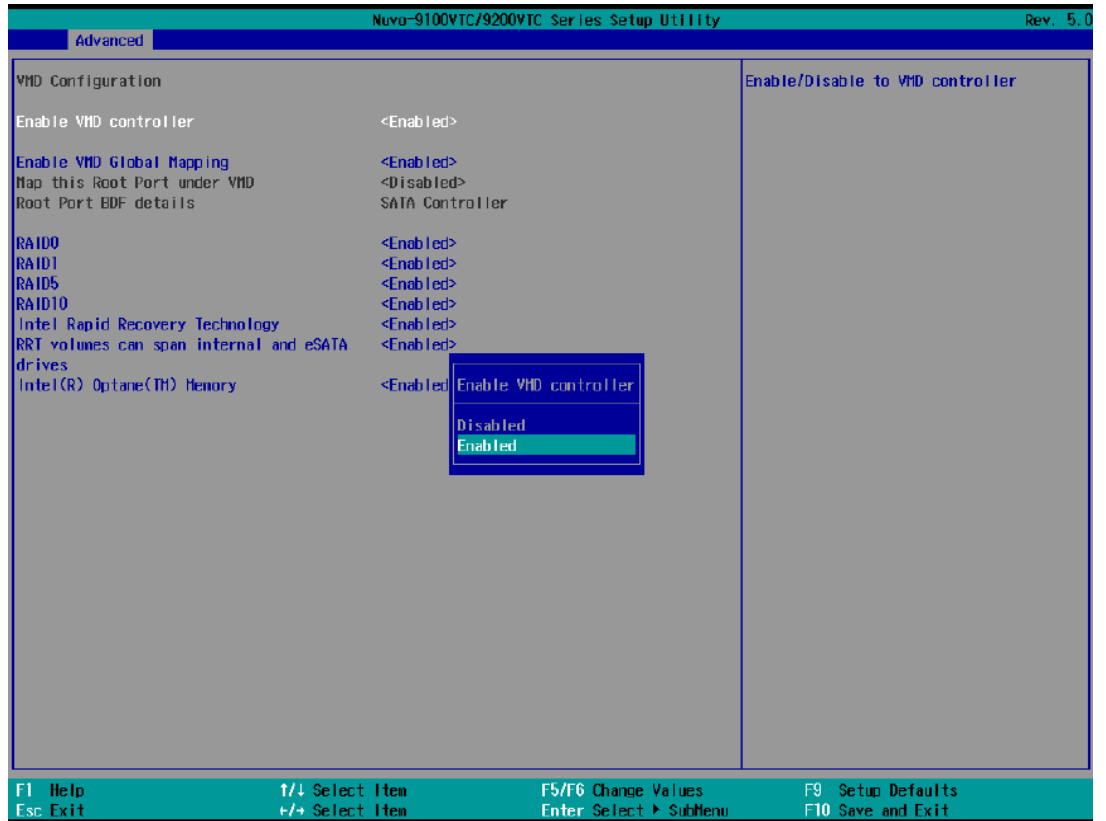 Nuvo-9100VTC/9200VTC Series Setup Utility Rev. 5.0
Advanced
VMD Configuration
Enable/Disable to VMD controller
Enable VMD controller <Enabled>
Enable VMD Global Mapping <Enabled>
Map this Root Port under VMD <Disabled>
Root Port BDF details SATA Controller
RAID0 <Enabled>
RAID1 <Enabled>
RAID5 <Enabled>
RAID10 <Enabled>
Intel Rapid Recovery Technology <Enabled>
RRT volumes can span internal and eSATA <Enabled>
drives
Intel(R) Optane(TM) Memory <Enabled
Enable VMD controller
Disabled
Enabled
F1 Help ↑/↓ Select Item F5/F6 Change Values F9 Setup Defaults
Esc Exit ←/→ Select Item Enter Select ▶ SubMenu F10 Save and Exit